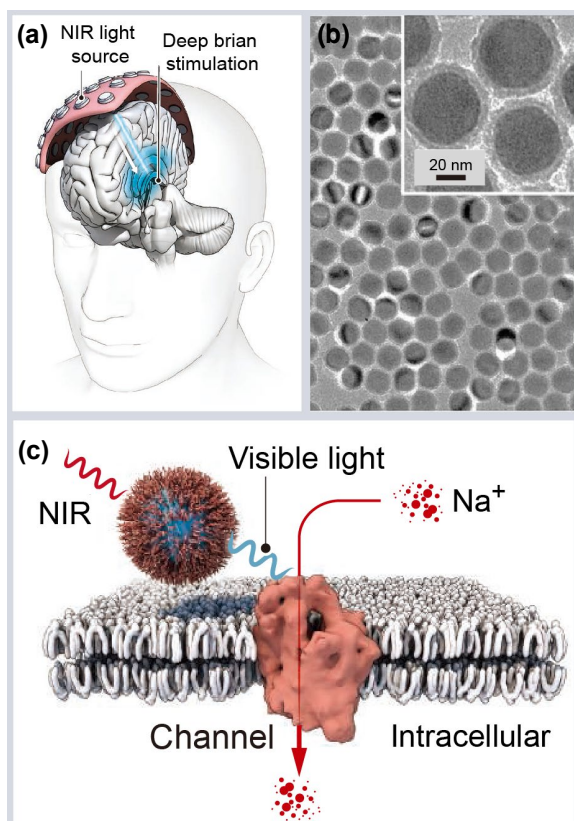 (a)
NIR light
source
Deep brian
stimulation
(b)
20 nm
(c)
NIR
Visible light
Na⁺
Channel
Intracellular